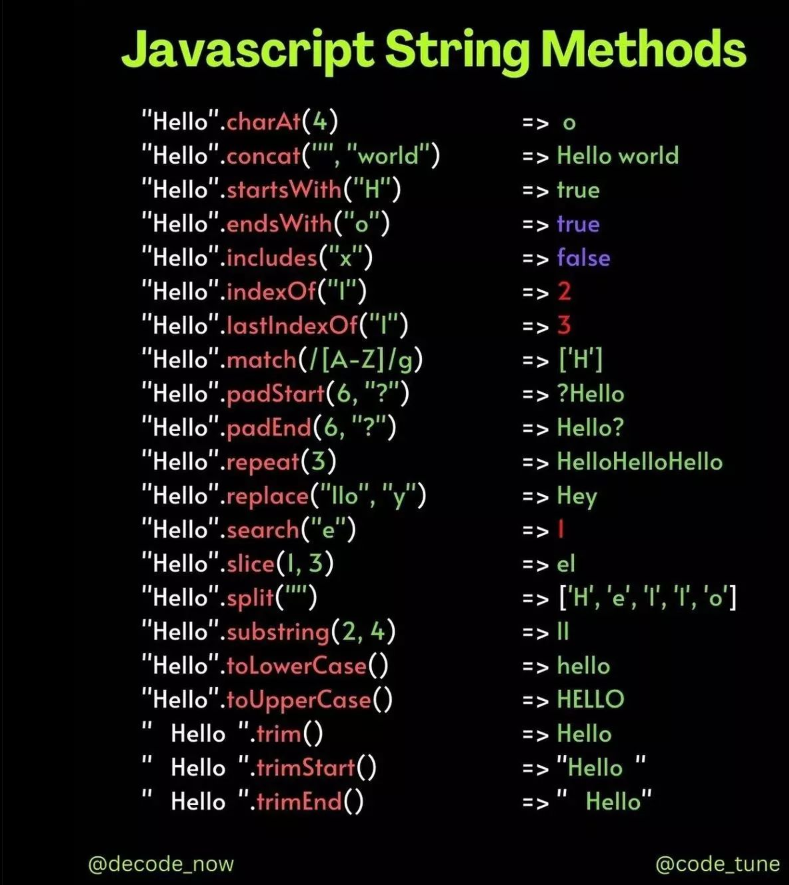 Javascript String Methods
"Hello".charAt(4) => o
"Hello".concat("", "world") => Hello world
"Hello".startsWith("H") => true
"Hello".endsWith("o") => true
"Hello".includes("x") => false
"Hello".indexOf("l") => 2
"Hello".lastIndexOf("l") => 3
"Hello".match(/[A-Z]/g) => ['H']
"Hello".padStart(6, "?") => ?Hello
"Hello".padEnd(6, "?") => Hello?
"Hello".repeat(3) => HelloHelloHello
"Hello".replace("llo", "y") => Hey
"Hello".search("e") => 1
"Hello".slice(1, 3) => el
"Hello".split("") => ['H', 'e', 'l', 'l', 'o']
"Hello".substring(2, 4) => ll
"Hello".toLowerCase() => hello
"Hello".toUpperCase() => HELLO
"  Hello  ".trim() => Hello
"  Hello  ".trimStart() => "Hello  "
"  Hello  ".trimEnd() => "  Hello"
@decode_now @code_tune